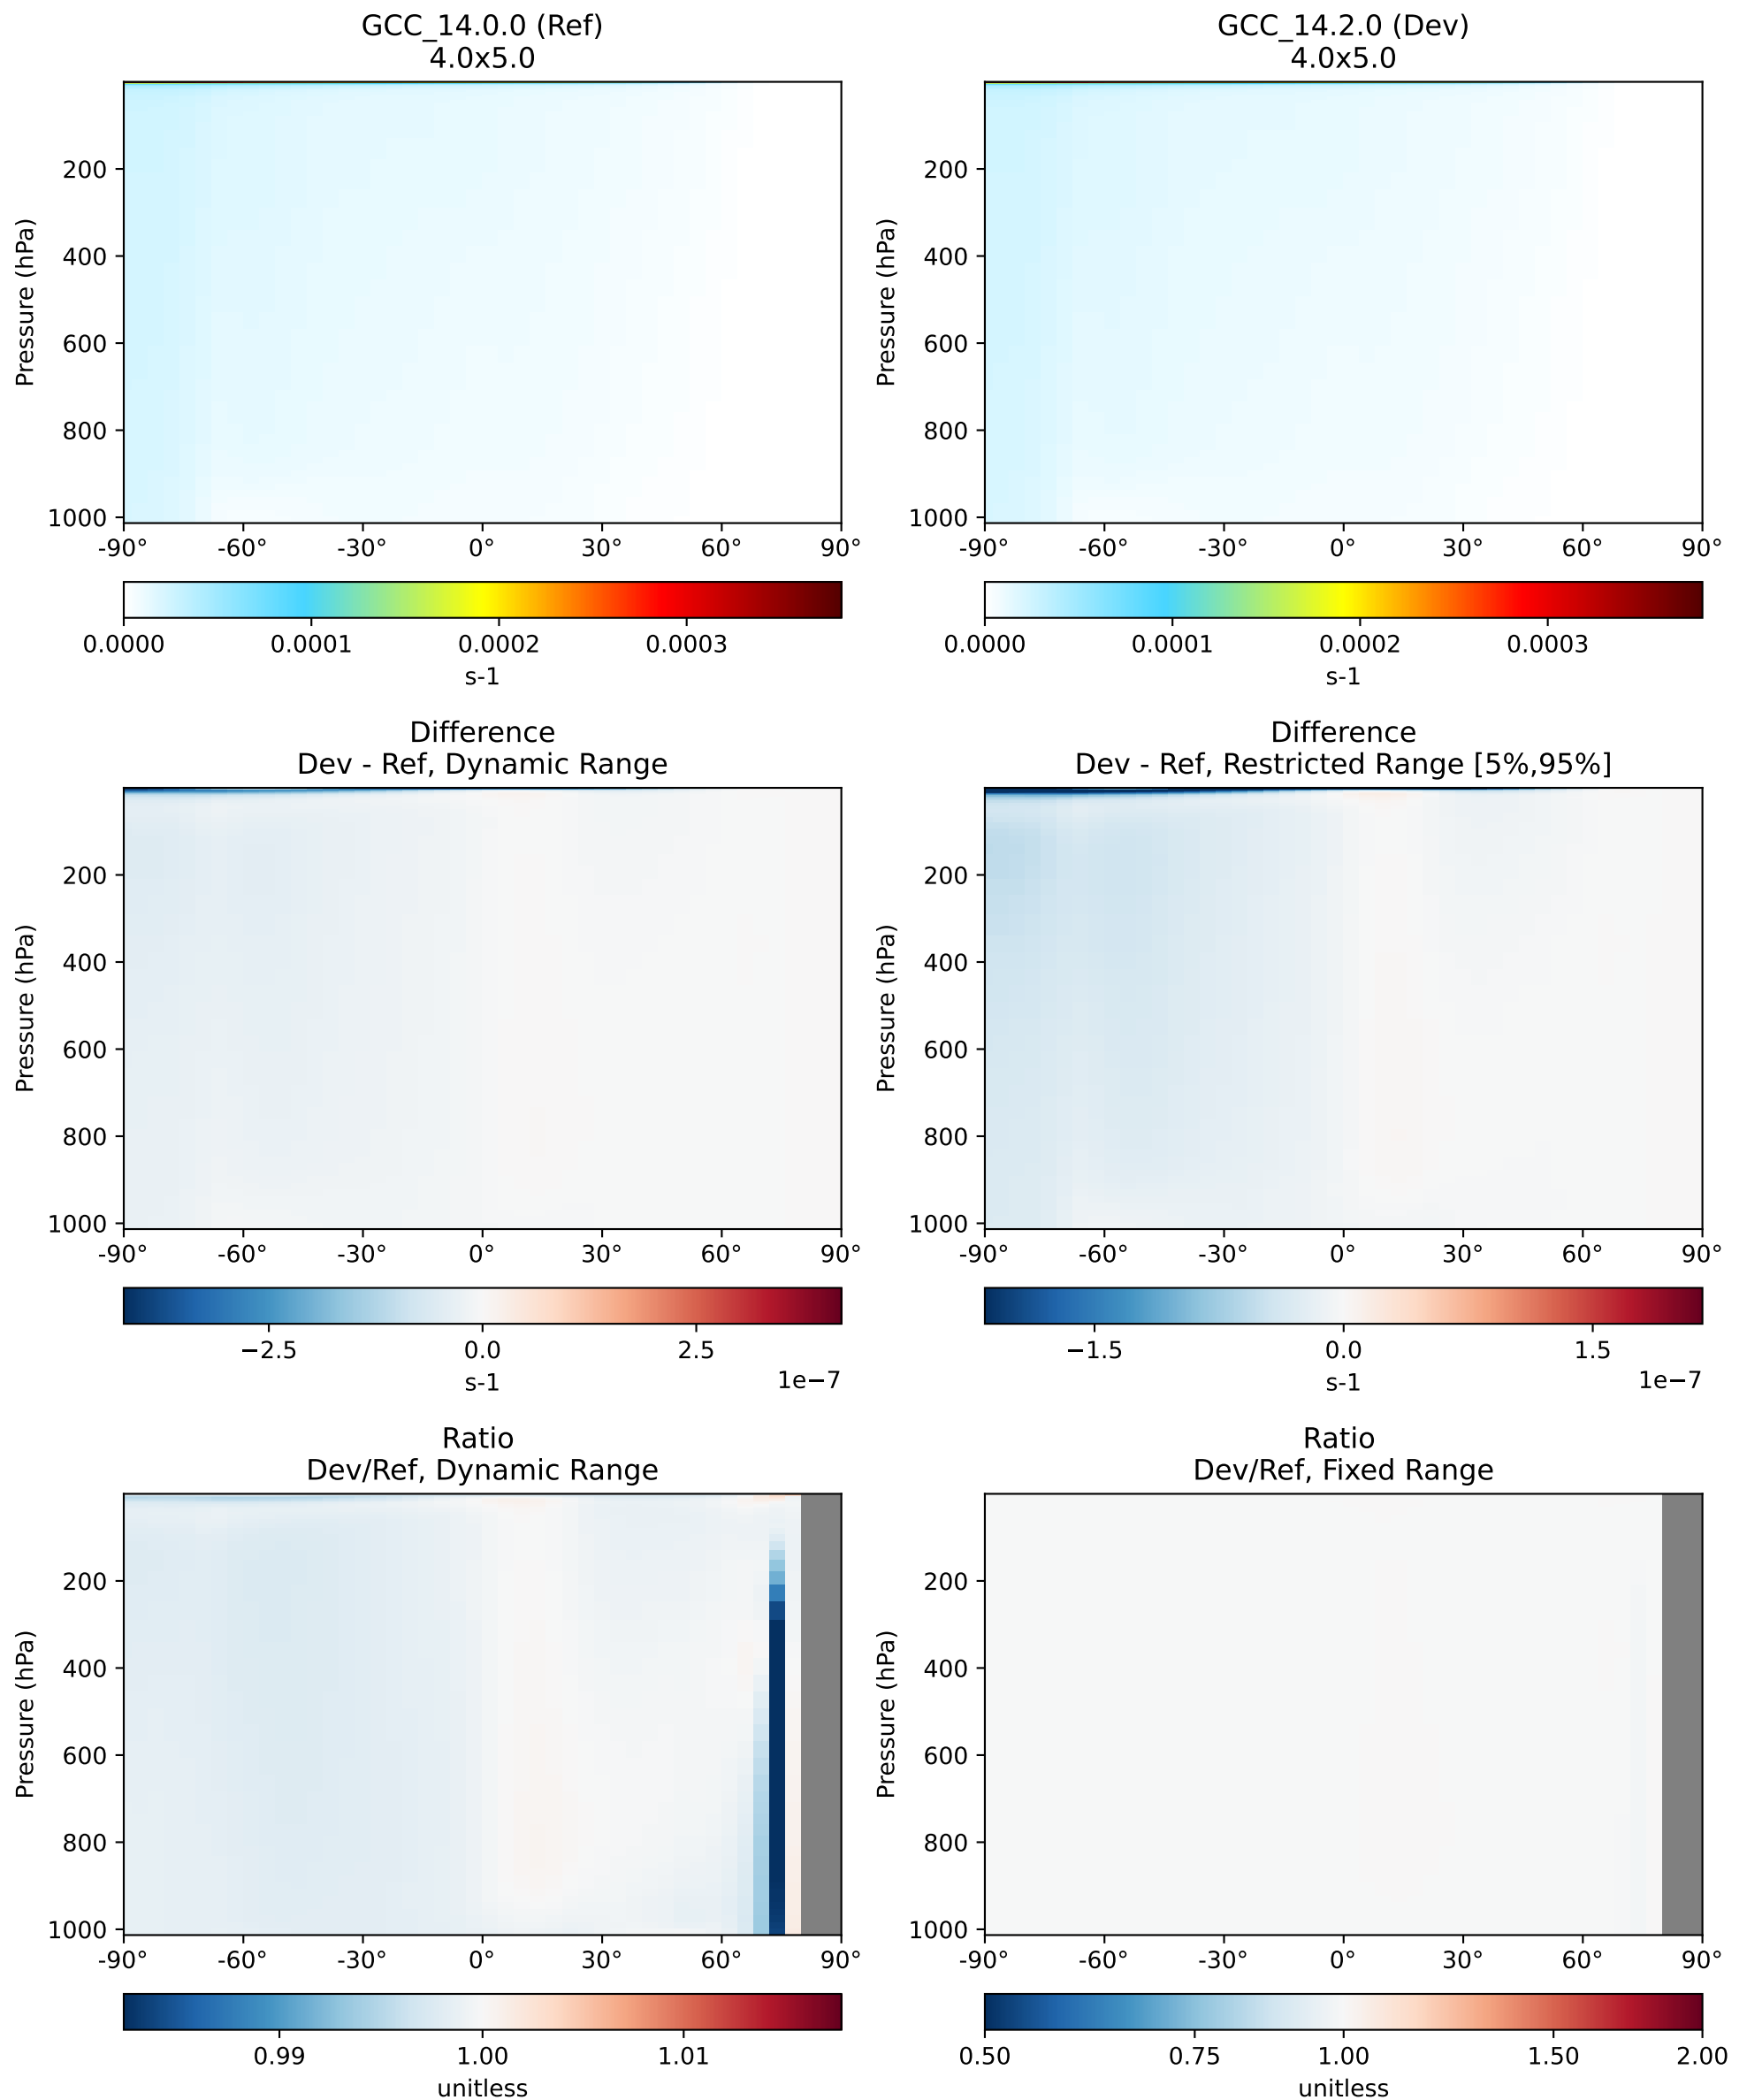 GCC_14.0.0 (Ref)
4.0x5.0
GCC_14.2.0 (Dev)
4.0x5.0
Pressure (hPa)
200
400
600
800
1000
-90° -60° -30° 0° 30° 60° 90°
0.0000 0.0001 0.0002 0.0003
s-1
Pressure (hPa)
200
400
600
800
1000
-90° -60° -30° 0° 30° 60° 90°
0.0000 0.0001 0.0002 0.0003
s-1
Difference
Dev - Ref, Dynamic Range
Pressure (hPa)
200
400
600
800
1000
-90° -60° -30° 0° 30° 60° 90°
−2.5 0.0 2.5
s-1
1e−7
Difference
Dev - Ref, Restricted Range [5%,95%]
Pressure (hPa)
200
400
600
800
1000
-90° -60° -30° 0° 30° 60° 90°
−1.5 0.0 1.5
s-1
1e−7
Ratio
Dev/Ref, Dynamic Range
Pressure (hPa)
200
400
600
800
1000
-90° -60° -30° 0° 30° 60° 90°
0.99 1.00 1.01
unitless
Ratio
Dev/Ref, Fixed Range
Pressure (hPa)
200
400
600
800
1000
-90° -60° -30° 0° 30° 60° 90°
0.50 0.75 1.00 1.50 2.00
unitless